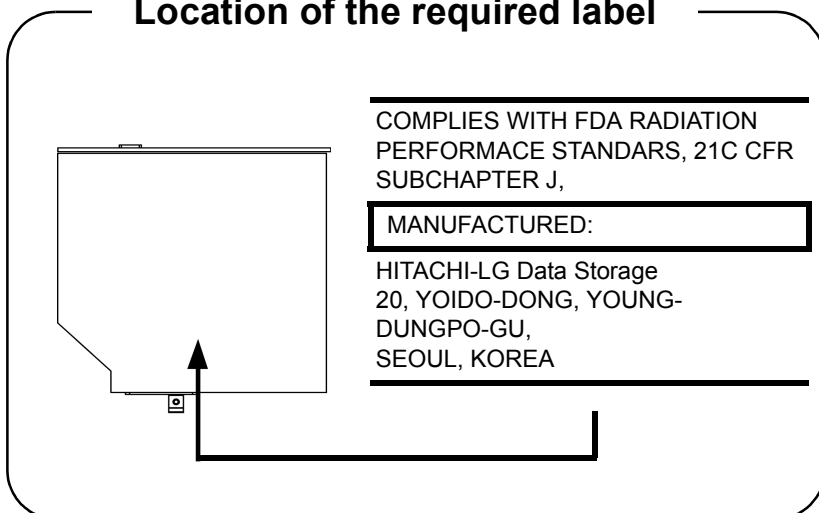 Location of the required label
COMPLIES WITH FDA RADIATION
PERFORMACE STANDARS, 21C CFR
SUBCHAPTER J,
MANUFACTURED:
HITACHI-LG Data Storage
20, YOIDO-DONG, YOUNG-
DUNGPO-GU,
SEOUL, KOREA